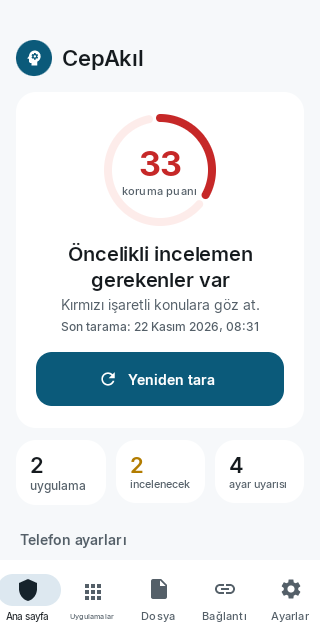 CepAkıl
33
koruma puanı
Öncelikli incelemen
gerekenler var
Kırmızı işaretli konulara göz at.
Son tarama: 22 Kasım 2026, 08:31
Yeniden tara
2
uygulama
2
incelenecek
4
ayar uyarısı
Telefon ayarları
Ana sayfa
Uygulamalar
Dosya
Bağlantı
Ayarlar